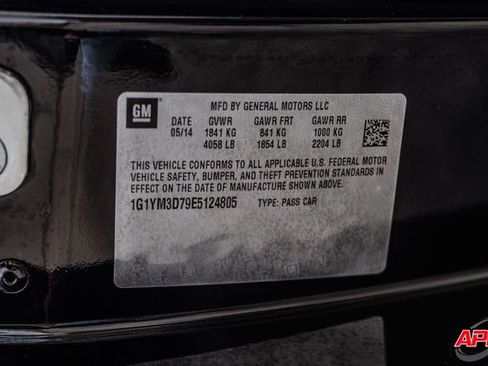 GM
MFD BY GENERAL MOTORS LLC
DATE GVWR GAWR FRT GAWR RR
05/14 1841 KG 841 KG 1000 KG
4058 LB 1854 LB 2204 LB
THIS VEHICLE CONFORMS TO ALL APPLICABLE U.S. FEDERAL MOTOR
VEHICLE SAFETY, BUMPER, AND THEFT PREVENTION STANDARDS IN
EFFECT ON THE DATE OF MANUFACTURE SHOWN ABOVE.
1G1YM3D79E5124805 TYPE: PASS CAR